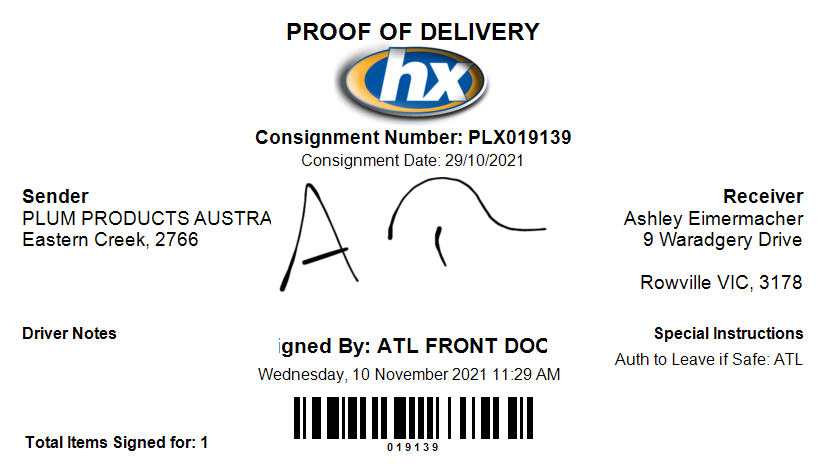 PROOF OF DELIVERY
hx
Consignment Number: PLX019139
Consignment Date: 29/10/2021
Sender
PLUM PRODUCTS AUSTRA
Eastern Creek, 2766
Receiver
Ashley Eimermacher
9 Waradgery Drive
Rowville VIC, 3178
Driver Notes
igned By: ATL FRONT DOC
Wednesday, 10 November 2021 11:29 AM
Special Instructions
Auth to Leave if Safe: ATL
019139
Total Items Signed for: 1